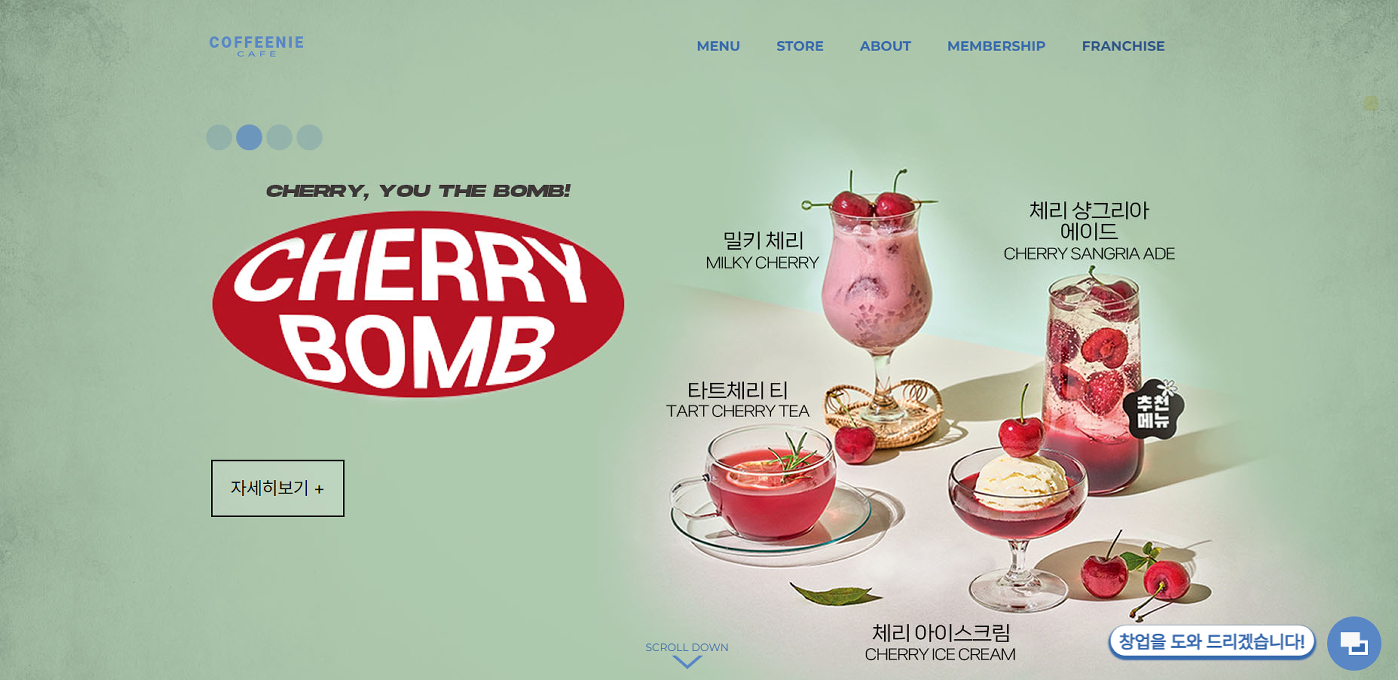 COFFEENIE
CAFE
MENU
STORE
ABOUT
MEMBERSHIP
FRANCHISE
CHERRY, YOU THE BOMB!
CHERRY
BOMB
자세히보기 +
밀키 체리
MILKY CHERRY
체리 샹그리아
에이드
CHERRY SANGRIA ADE
추천
메뉴
타트체리 티
TART CHERRY TEA
체리 아이스크림
CHERRY ICE CREAM
SCROLL DOWN
창업을 도와 드리겠습니다!